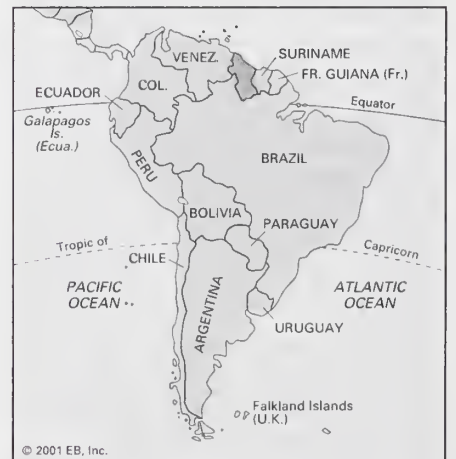 VENEZ.
SURINAME
FR. GUIANA (Fr.)
COL.
ECUADOR
Equator
Galapagos
Is.
(Ecua.)
PERU
BRAZIL
BOLIVIA
PARAGUAY
Tropic of
Capricorn
CHILE
PACIFIC
OCEAN
ATLANTIC
OCEAN
ARGENTINA
URUGUAY
Falkland Islands
(U.K.)
© 2001 EB, Inc.